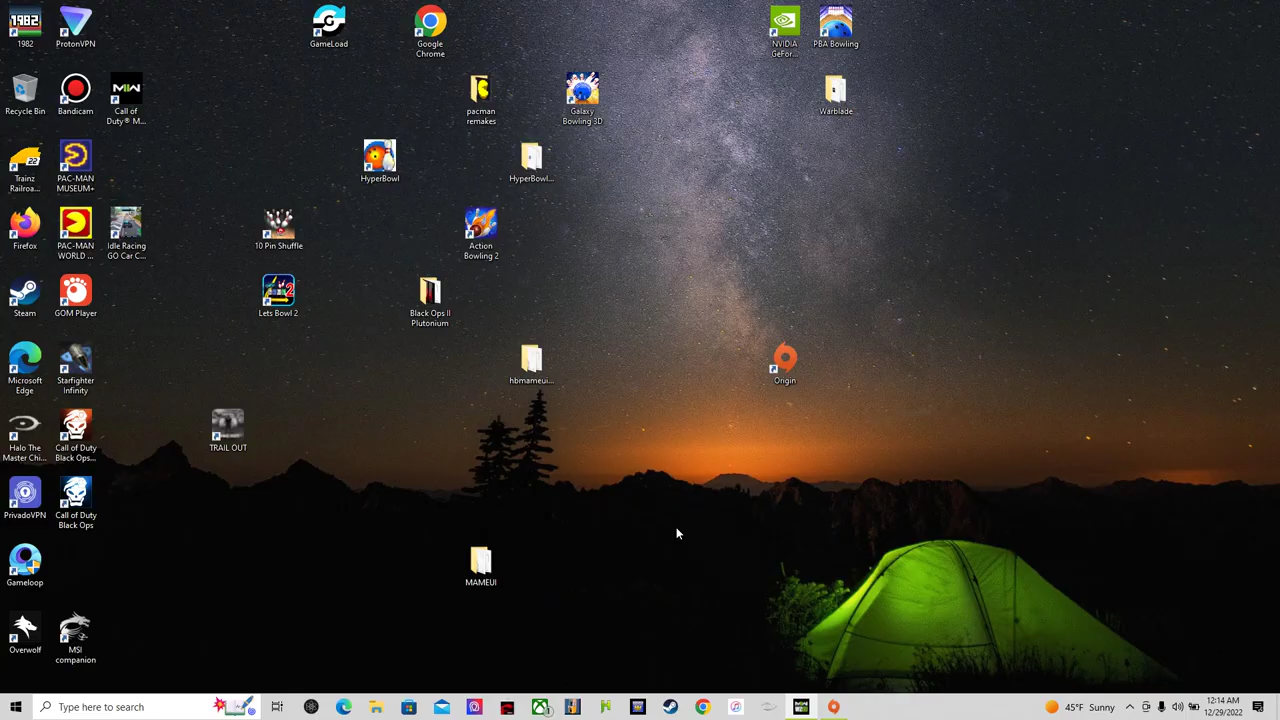 1982
ProtonVPN
GameLoad
Google
Chrome
NVIDIA
GeFor...
PBA Bowling
Recycle Bin
Bandicam
Call of
Duty® M...
pacman
remakes
Galaxy
Bowling 3D
Warblade
Trainz
Railroa...
PAC-MAN
MUSEUM+
HyperBowl
HyperBowl...
Firefox
PAC-MAN
WORLD ...
Idle Racing
GO Car C...
10 Pin Shuffle
Action
Bowling 2
Steam
GOM Player
Lets Bowl 2
Black Ops II
Plutonium
Microsoft
Edge
Starfighter
Infinity
hbmameui...
Origin
Halo The
Master Chi...
Call of Duty
Black Ops...
TRAIL OUT
PrivadoVPN
Call of Duty
Black Ops
Gameloop
MAMEUI
Overwolf
MSI
companion
Type here to search
45°F Sunny
12:14 AM
12/29/2022